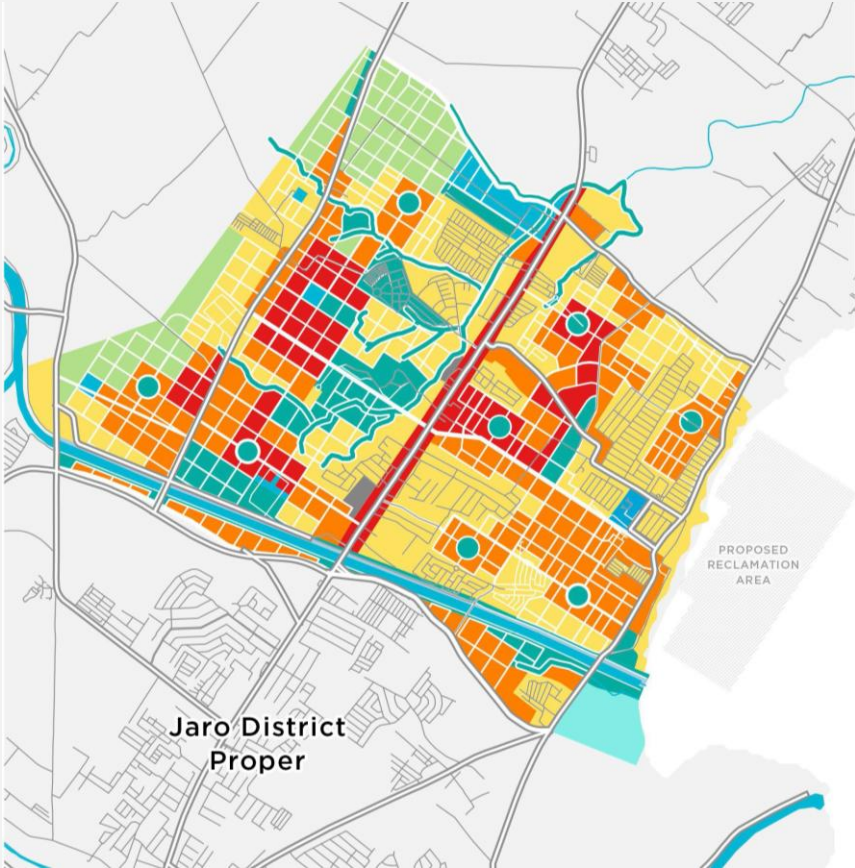 PROPOSED
RECLAMATION
AREA
Jaro District
Proper